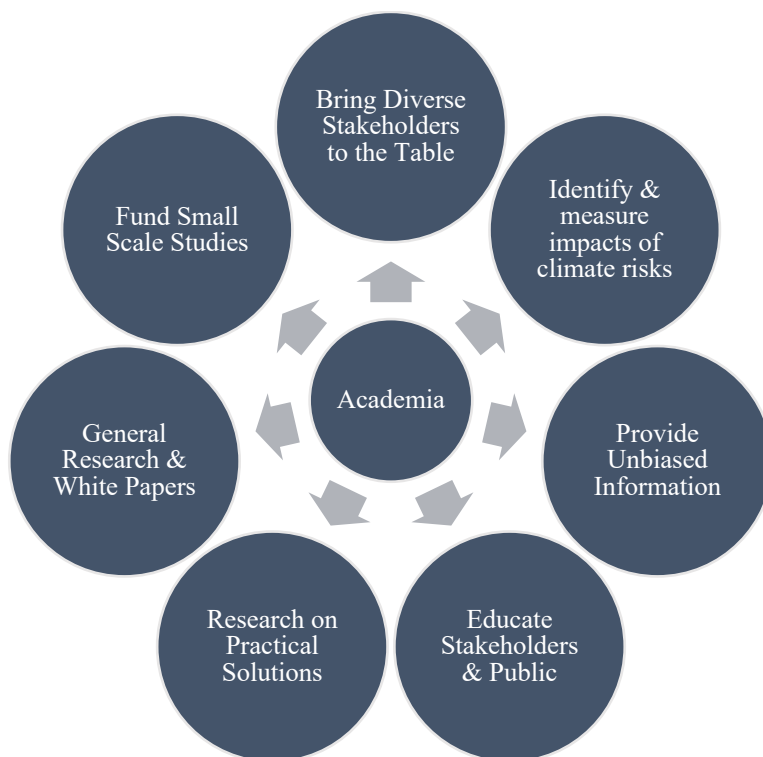 Bring Diverse
Stakeholders
to the Table
Identify &
measure
impacts of
climate risks
Provide
Unbiased
Information
Educate
Stakeholders
& Public
Research on
Practical
Solutions
General
Research &
White Papers
Fund Small
Scale Studies
Academia